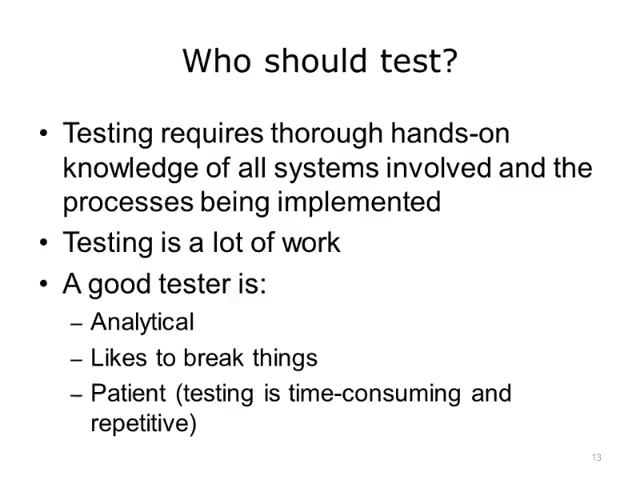 Who should test?
• Testing requires thorough hands-on
knowledge of all systems involved and the
processes being implemented
• Testing is a lot of work
• A good tester is:
– Analytical
– Likes to break things
– Patient (testing is time-consuming and
repetitive)
13